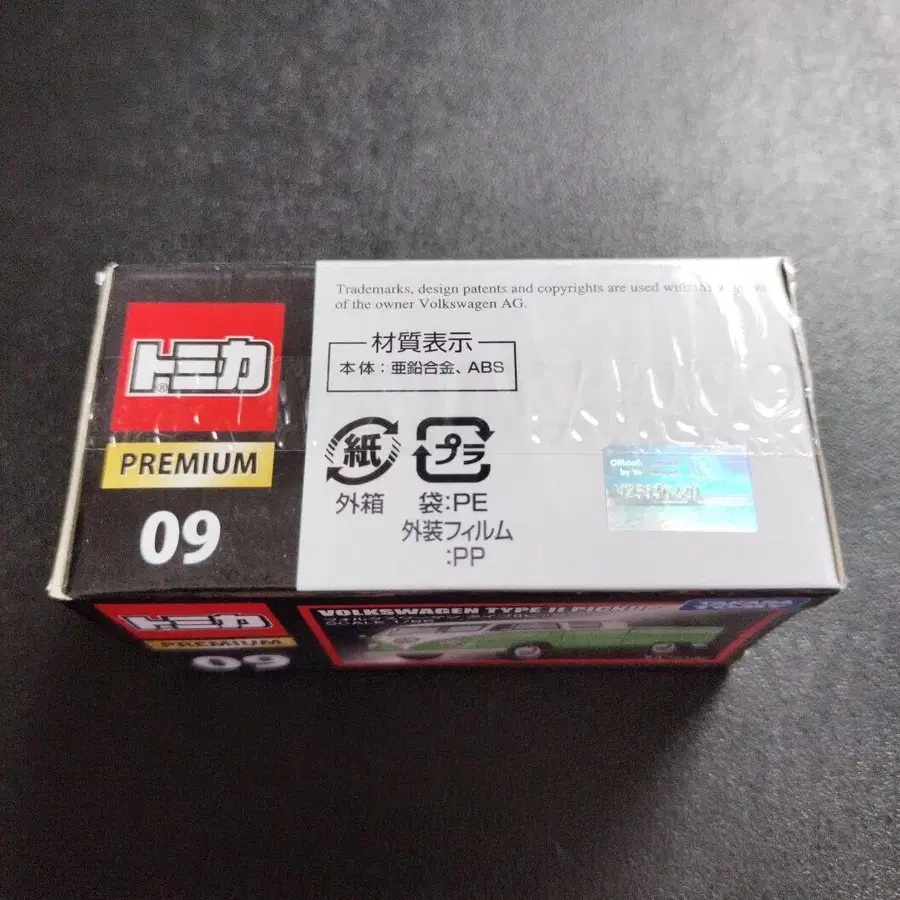 トミカ
®
PREMIUM
09
Trademarks, design patents and copyrights are used with the
of the owner Volkswagen AG.
材質表示
本体:亜鉛合金、ABS
紙
外箱
プラ
袋:PE
外装フィルム
:PP
トミカ
PREMIUM
09
VOLKSWAGEN TYPE II PICKUP